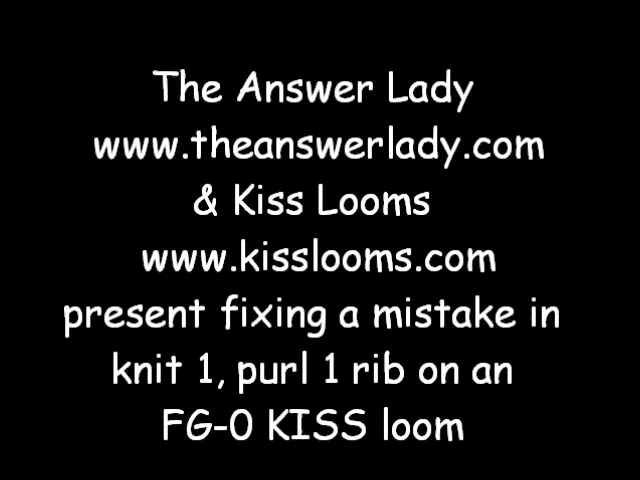 The Answer Lady
www.theanswerlady.com
& Kiss Looms
www.kisslooms.com
present fixing a mistake in
knit 1, purl 1 rib on an
FG-0 KISS loom